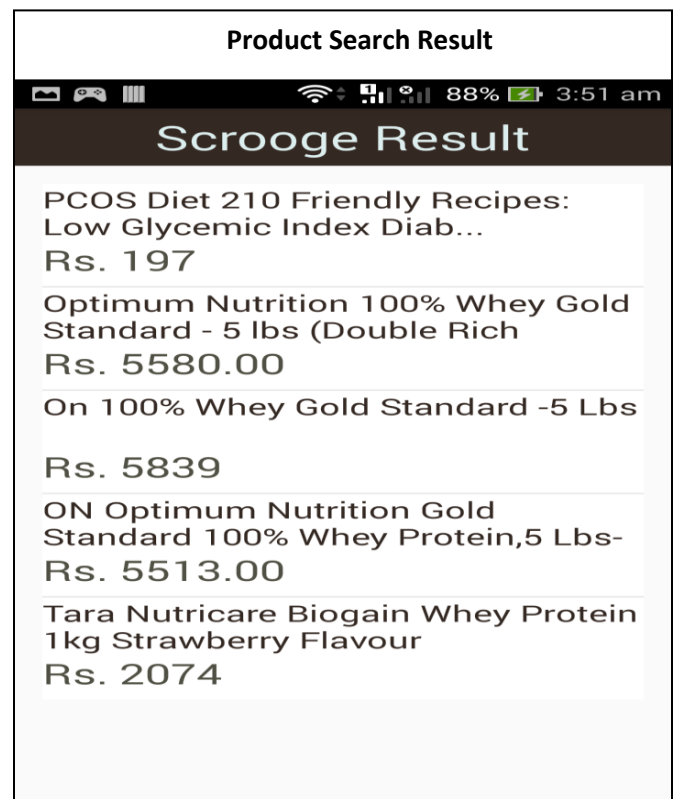 Product Search Result
88% 3:51 am
Scrooge Result
PCOS Diet 210 Friendly Recipes:
Low Glycemic Index Diab...
Rs. 197
Optimum Nutrition 100% Whey Gold
Standard - 5 lbs (Double Rich
Rs. 5580.00
On 100% Whey Gold Standard -5 Lbs
Rs. 5839
ON Optimum Nutrition Gold
Standard 100% Whey Protein,5 Lbs-
Rs. 5513.00
Tara Nutricare Biogain Whey Protein
1kg Strawberry Flavour
Rs. 2074